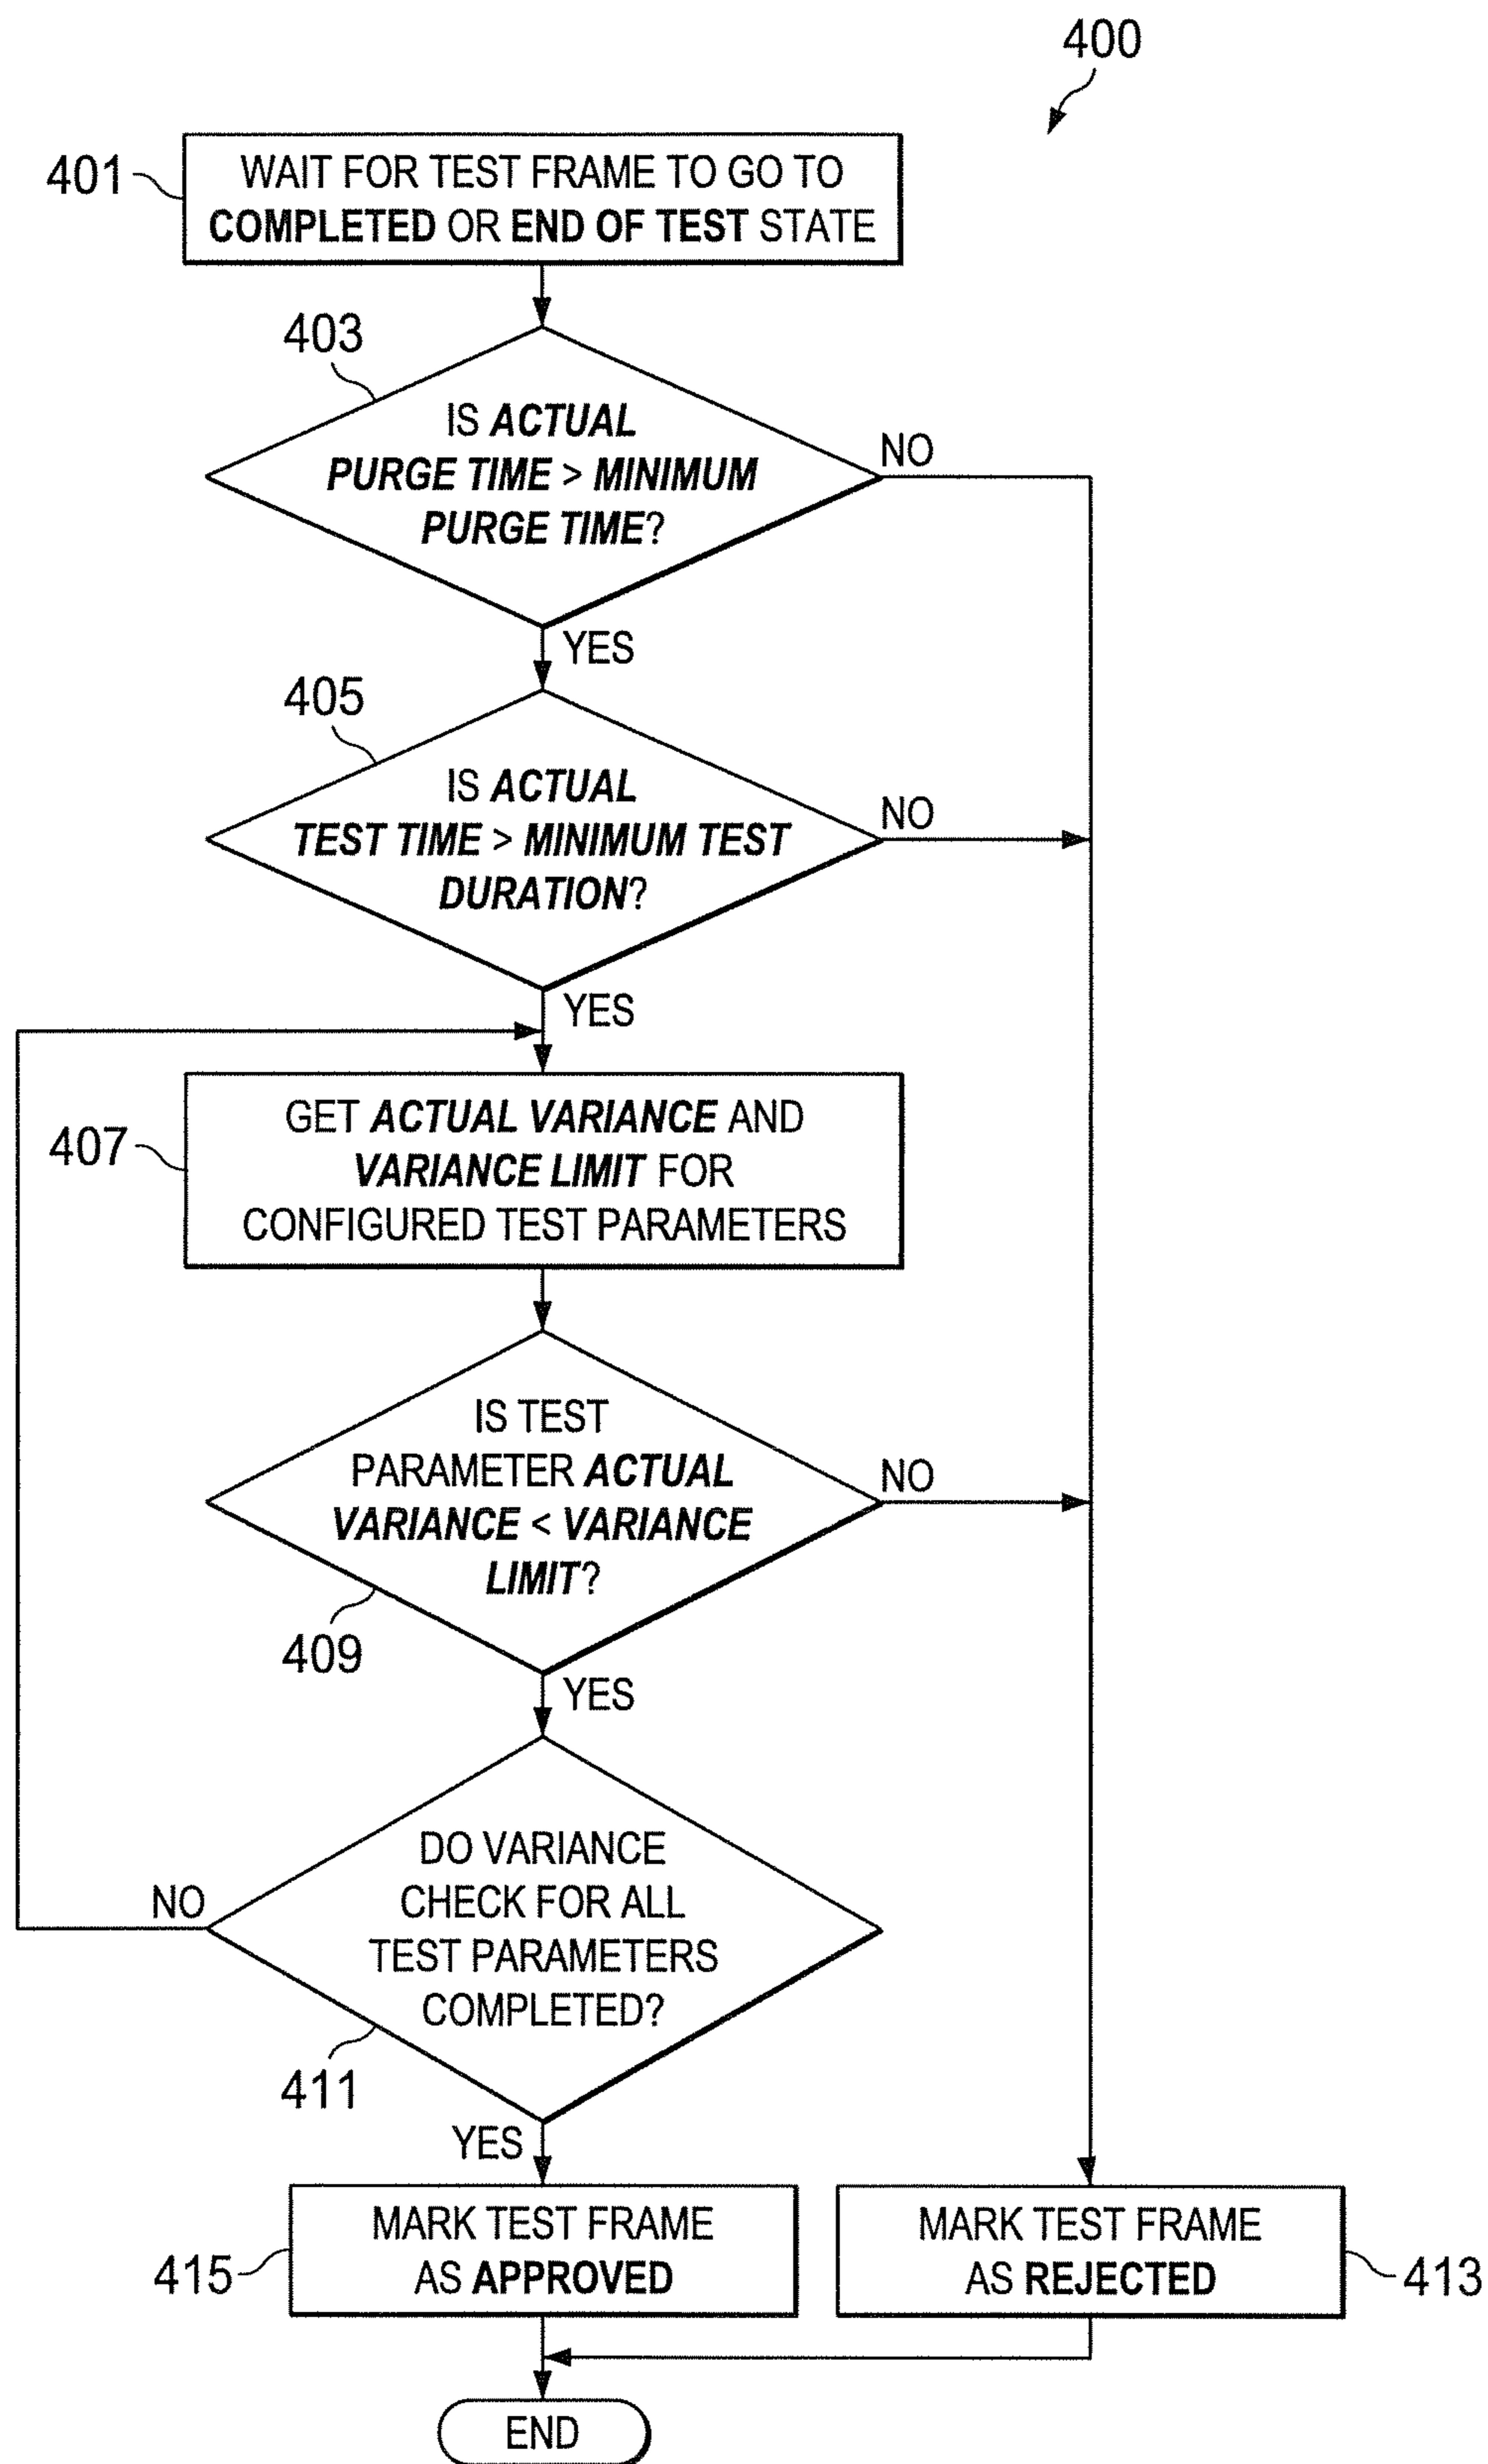 400
401
WAIT FOR TEST FRAME TO GO TO
COMPLETED OR END OF TEST STATE
403
IS ACTUAL
PURGE TIME > MINIMUM
PURGE TIME?
NO
YES
405
IS ACTUAL
TEST TIME > MINIMUM TEST
DURATION?
NO
YES
407
GET ACTUAL VARIANCE AND
VARIANCE LIMIT FOR
CONFIGURED TEST PARAMETERS
IS TEST
PARAMETER ACTUAL
VARIANCE < VARIANCE
LIMIT?
NO
409
YES
DO VARIANCE
CHECK FOR ALL
TEST PARAMETERS
COMPLETED?
NO
411
YES
MARK TEST FRAME
AS APPROVED
415
MARK TEST FRAME
AS REJECTED
413
END